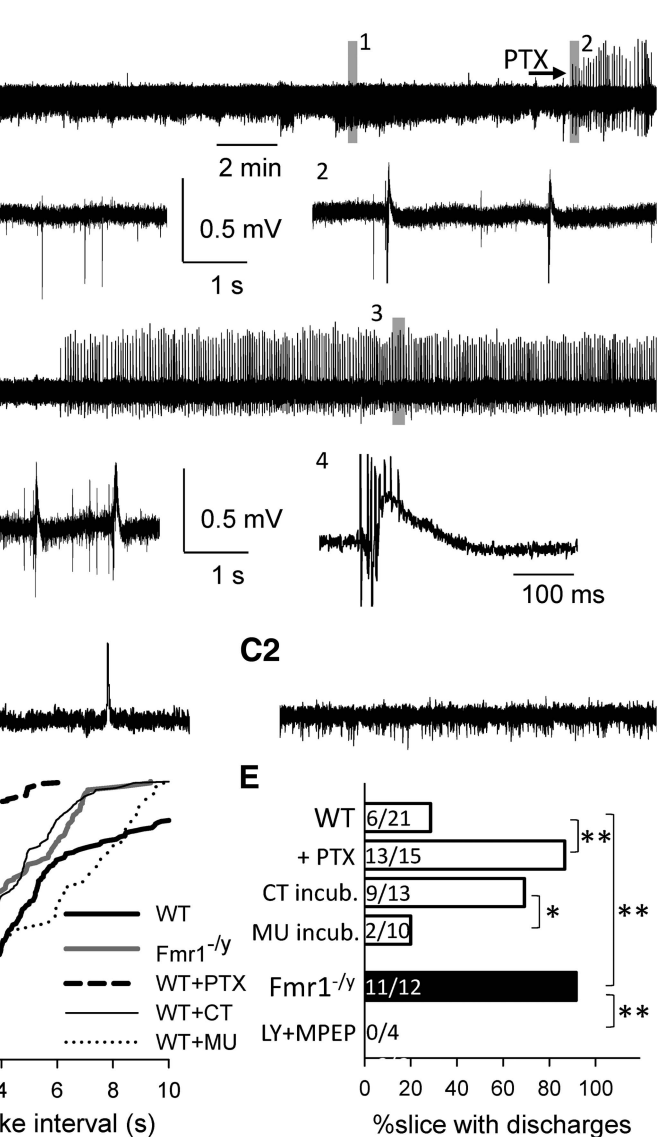 1
2
PTX
2 min
2
0.5 mV
1 s
3
4
0.5 mV
1 s
100 ms
C2
E
WT 6/21
+ PTX 13/15
**
CT incub. 9/13
*
MU incub. 2/10
**
Fmr1-/y 11/12
LY+MPEP 0/4
**
0 20 40 60 80 100
%slice with discharges
WT
Fmr1-/y
WT+PTX
WT+CT
WT+MU
4 6 8 10
ke interval (s)